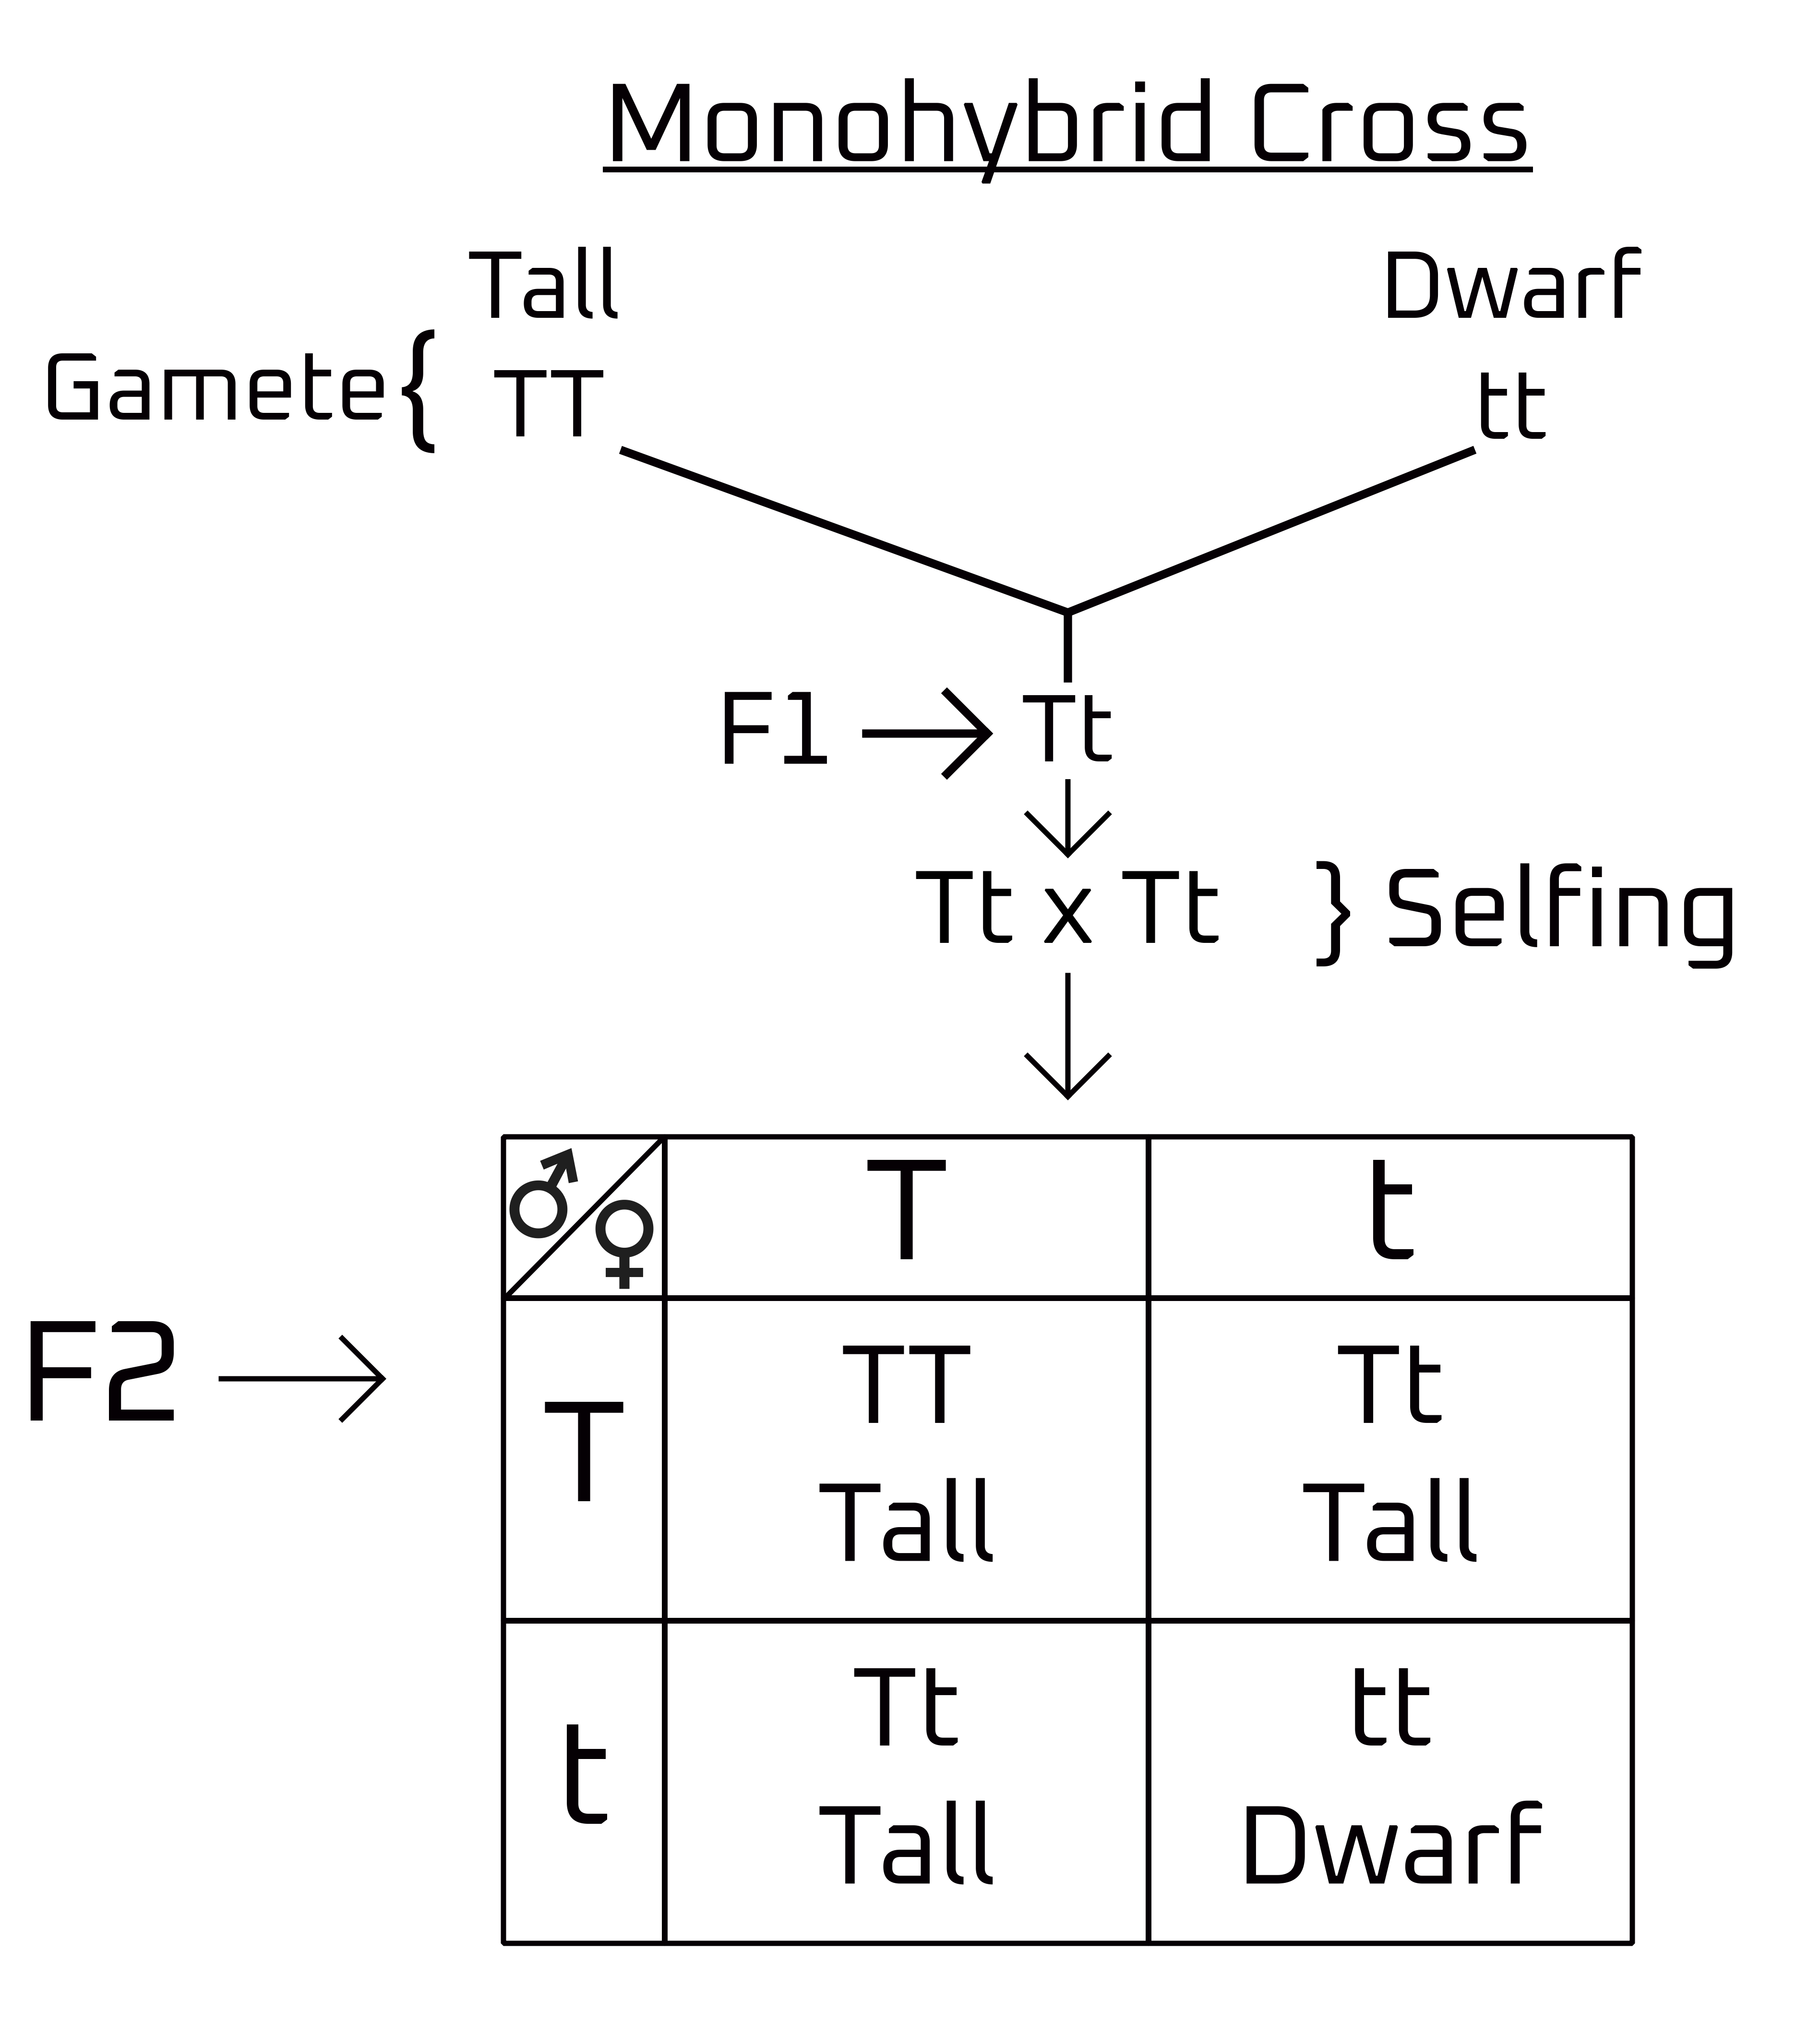 Monohybrid Cross
Tall Dwarf
Gamete { TT tt
F1 → Tt
Tt x Tt } Selfing
♂ ♀ T t
F2 →
T
TT Tt
Tall Tall
t
Tt tt
Tall Dwarf